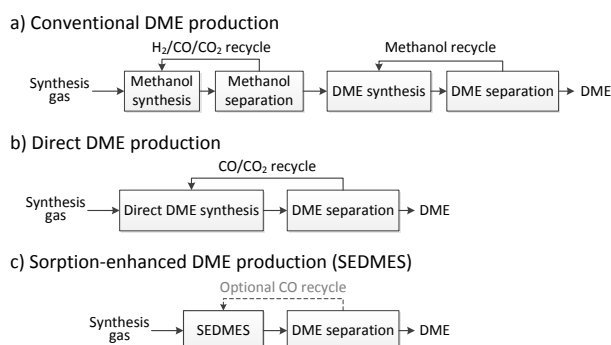 a) Conventional DME production
H₂/CO/CO₂ recycle
Methanol recycle
Synthesis
gas
Methanol
synthesis
Methanol
separation
DME synthesis
DME separation
DME
b) Direct DME production
CO/CO₂ recycle
Synthesis
gas
Direct DME synthesis
DME separation
DME
c) Sorption-enhanced DME production (SEDMES)
Optional CO recycle
Synthesis
gas
SEDMES
DME separation
DME